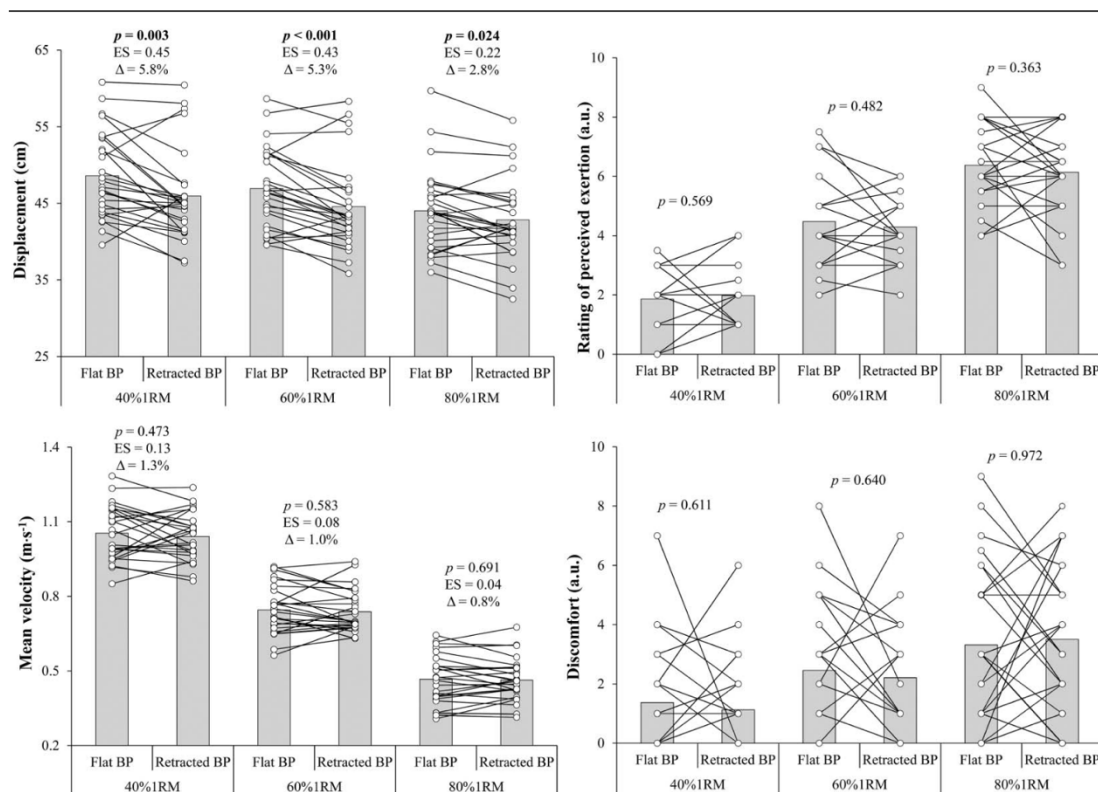 Displacement (cm)
65
55
45
35
25
p = 0.003
ES = 0.45
Δ = 5.8%
p < 0.001
ES = 0.43
Δ = 5.3%
p = 0.024
ES = 0.22
Δ = 2.8%
Flat BP Retracted BP Flat BP Retracted BP Flat BP Retracted BP
40%1RM 60%1RM 80%1RM
Rating of perceived exertion (a.u.)
10
8
6
4
2
0
p = 0.569
p = 0.482
p = 0.363
Flat BP Retracted BP Flat BP Retracted BP Flat BP Retracted BP
40%1RM 60%1RM 80%1RM
Mean velocity (m·s-1)
1.4
1.1
0.8
0.5
0.2
p = 0.473
ES = 0.13
Δ = 1.3%
p = 0.583
ES = 0.08
Δ = 1.0%
p = 0.691
ES = 0.04
Δ = 0.8%
Flat BP Retracted BP Flat BP Retracted BP Flat BP Retracted BP
40%1RM 60%1RM 80%1RM
Discomfort (a.u.)
10
8
6
4
2
0
p = 0.611
p = 0.640
p = 0.972
Flat BP Retracted BP Flat BP Retracted BP Flat BP Retracted BP
40%1RM 60%1RM 80%1RM